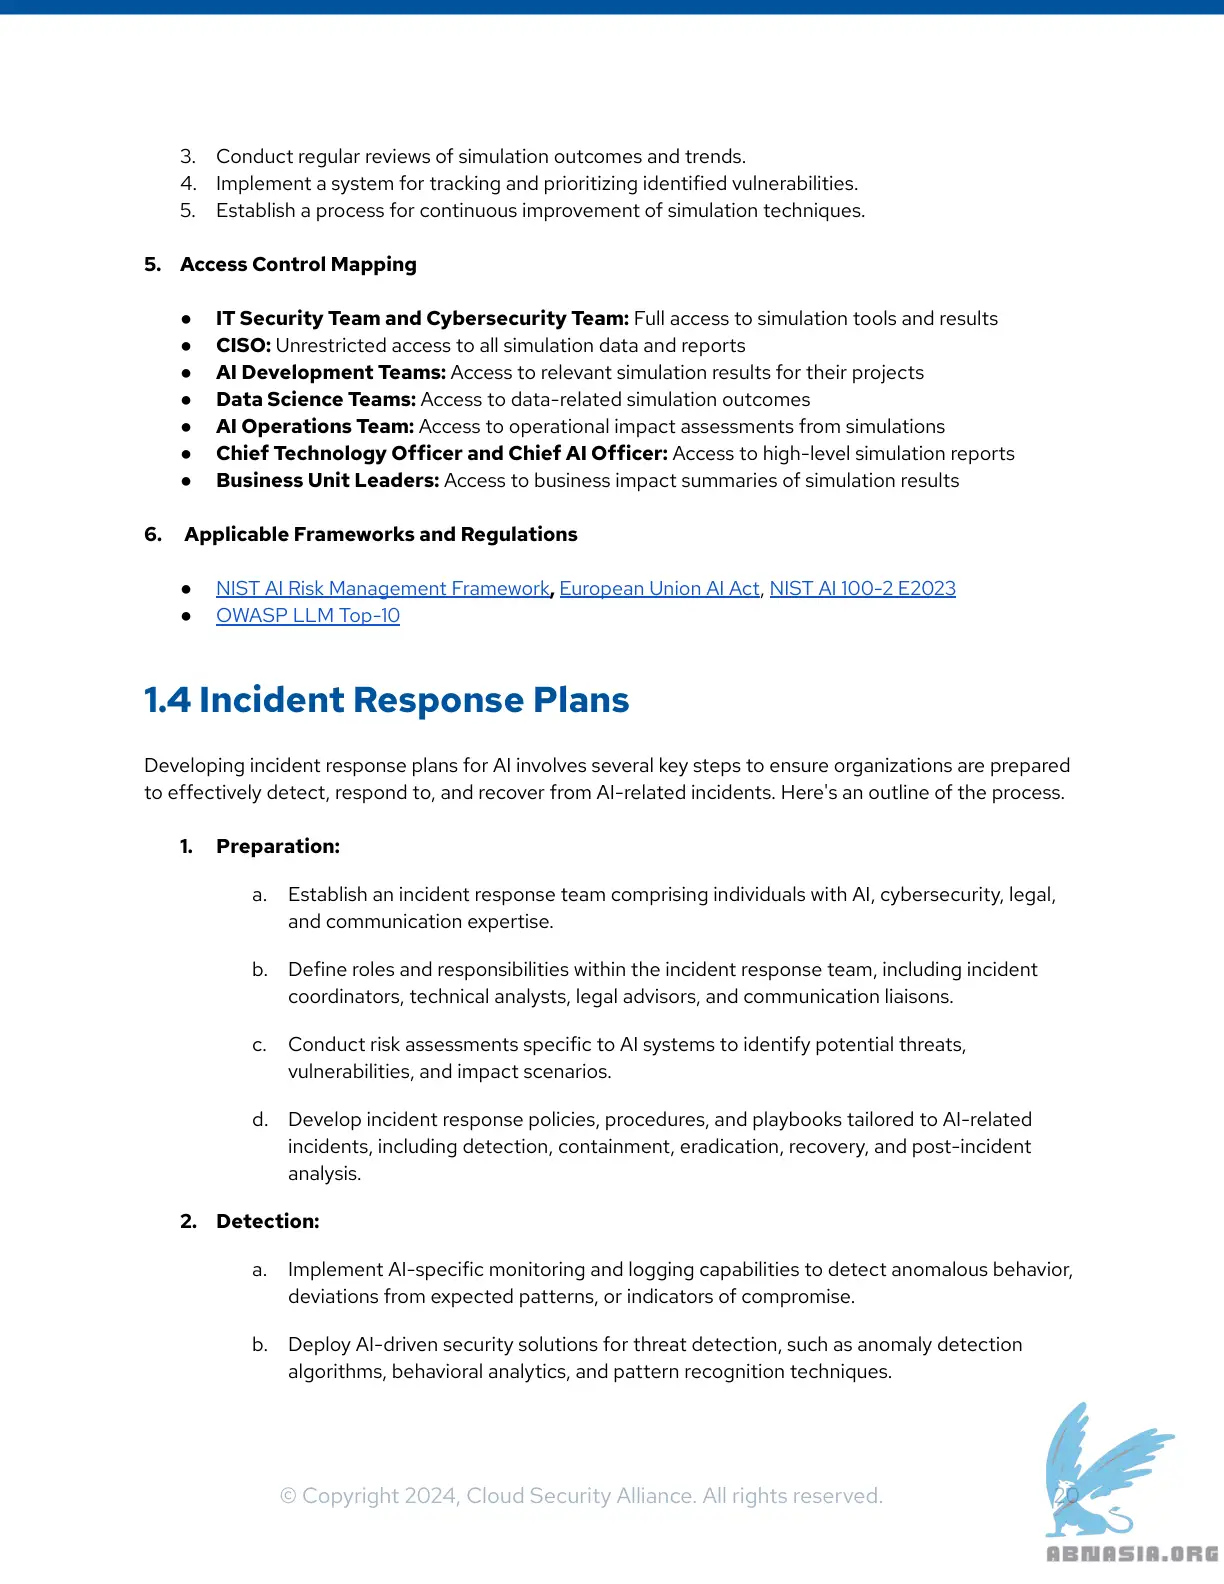 3. Conduct regular reviews of simulation outcomes and trends.
4. Implement a system for tracking and prioritizing identified vulnerabilities.
5. Establish a process for continuous improvement of simulation techniques.
5. Access Control Mapping
● IT Security Team and Cybersecurity Team: Full access to simulation tools and results
● CISO: Unrestricted access to all simulation data and reports
● AI Development Teams: Access to relevant simulation results for their projects
● Data Science Teams: Access to data-related simulation outcomes
● AI Operations Team: Access to operational impact assessments from simulations
● Chief Technology Officer and Chief AI Officer: Access to high-level simulation reports
● Business Unit Leaders: Access to business impact summaries of simulation results
6. Applicable Frameworks and Regulations
● NIST AI Risk Management Framework, European Union AI Act, NIST AI 100-2 E2023
● OWASP LLM Top-10
1.4 Incident Response Plans
Developing incident response plans for AI involves several key steps to ensure organizations are prepared
to effectively detect, respond to, and recover from AI-related incidents. Here's an outline of the process.
1. Preparation:
a. Establish an incident response team comprising individuals with AI, cybersecurity, legal,
and communication expertise.
b. Define roles and responsibilities within the incident response team, including incident
coordinators, technical analysts, legal advisors, and communication liaisons.
c. Conduct risk assessments specific to AI systems to identify potential threats,
vulnerabilities, and impact scenarios.
d. Develop incident response policies, procedures, and playbooks tailored to AI-related
incidents, including detection, containment, eradication, recovery, and post-incident
analysis.
2. Detection:
a. Implement AI-specific monitoring and logging capabilities to detect anomalous behavior,
deviations from expected patterns, or indicators of compromise.
b. Deploy AI-driven security solutions for threat detection, such as anomaly detection
algorithms, behavioral analytics, and pattern recognition techniques.
© Copyright 2024, Cloud Security Alliance. All rights reserved. 20
ABNASIA.ORG